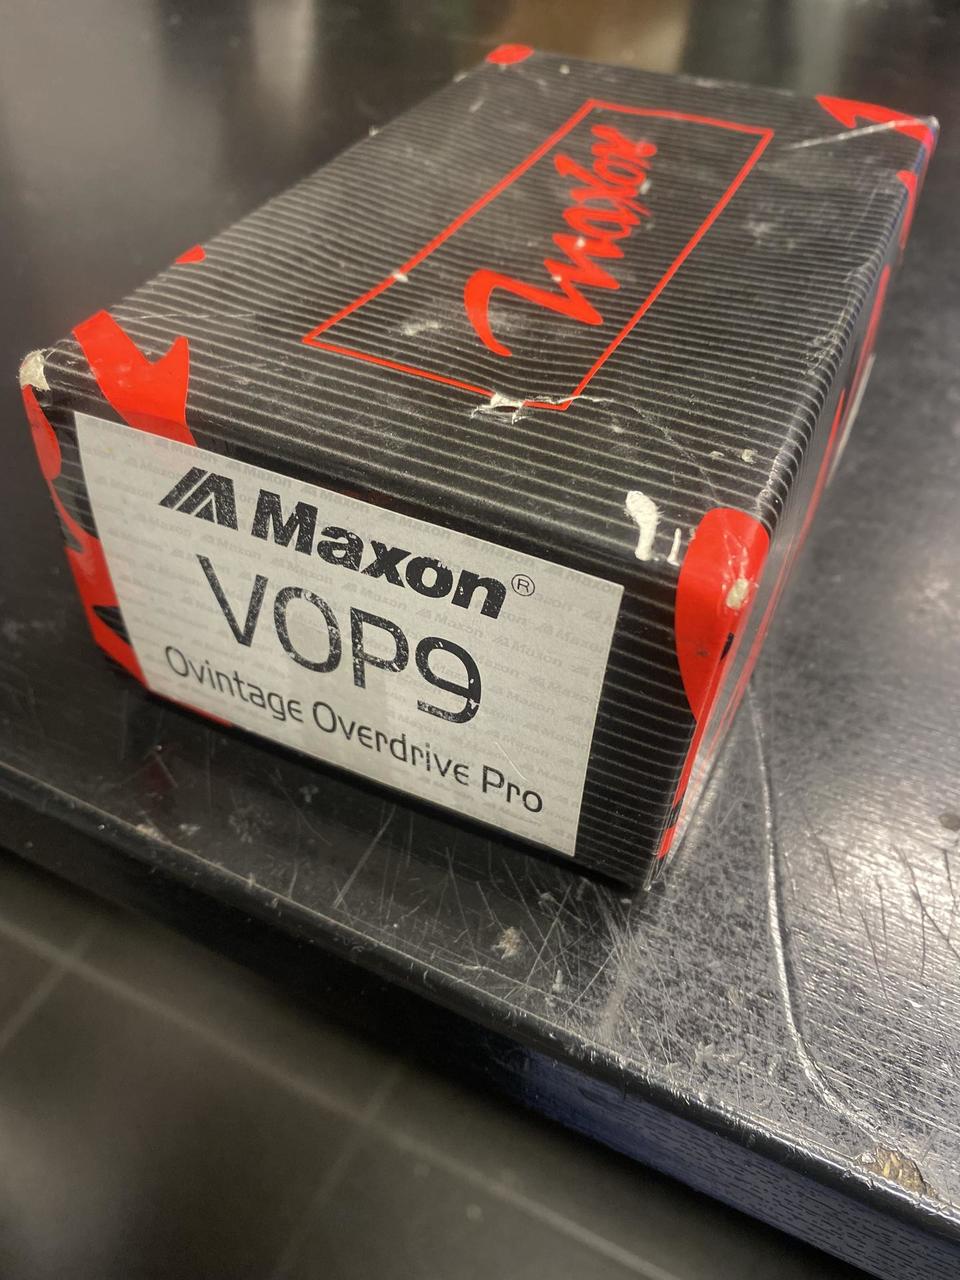 Maxon
Maxon®
VOP9
Ovintage Overdrive Pro